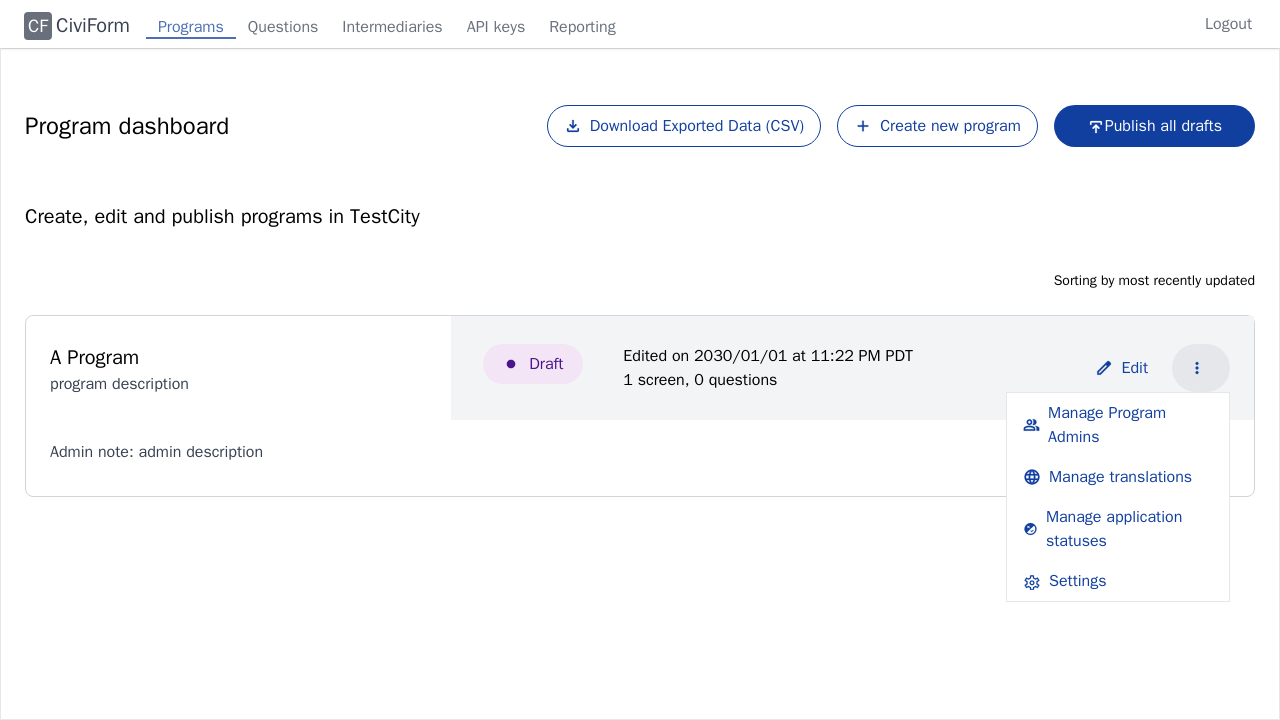 CF CiviForm Programs Questions Intermediaries API keys Reporting Logout
Program dashboard Download Exported Data (CSV) Create new program Publish all drafts
Create, edit and publish programs in TestCity
Sorting by most recently updated
A Program
program description
Draft
Edited on 2030/01/01 at 11:22 PM PDT
1 screen, 0 questions
Edit
Admin note: admin description
Manage Program
Admins
Manage translations
Manage application
statuses
Settings